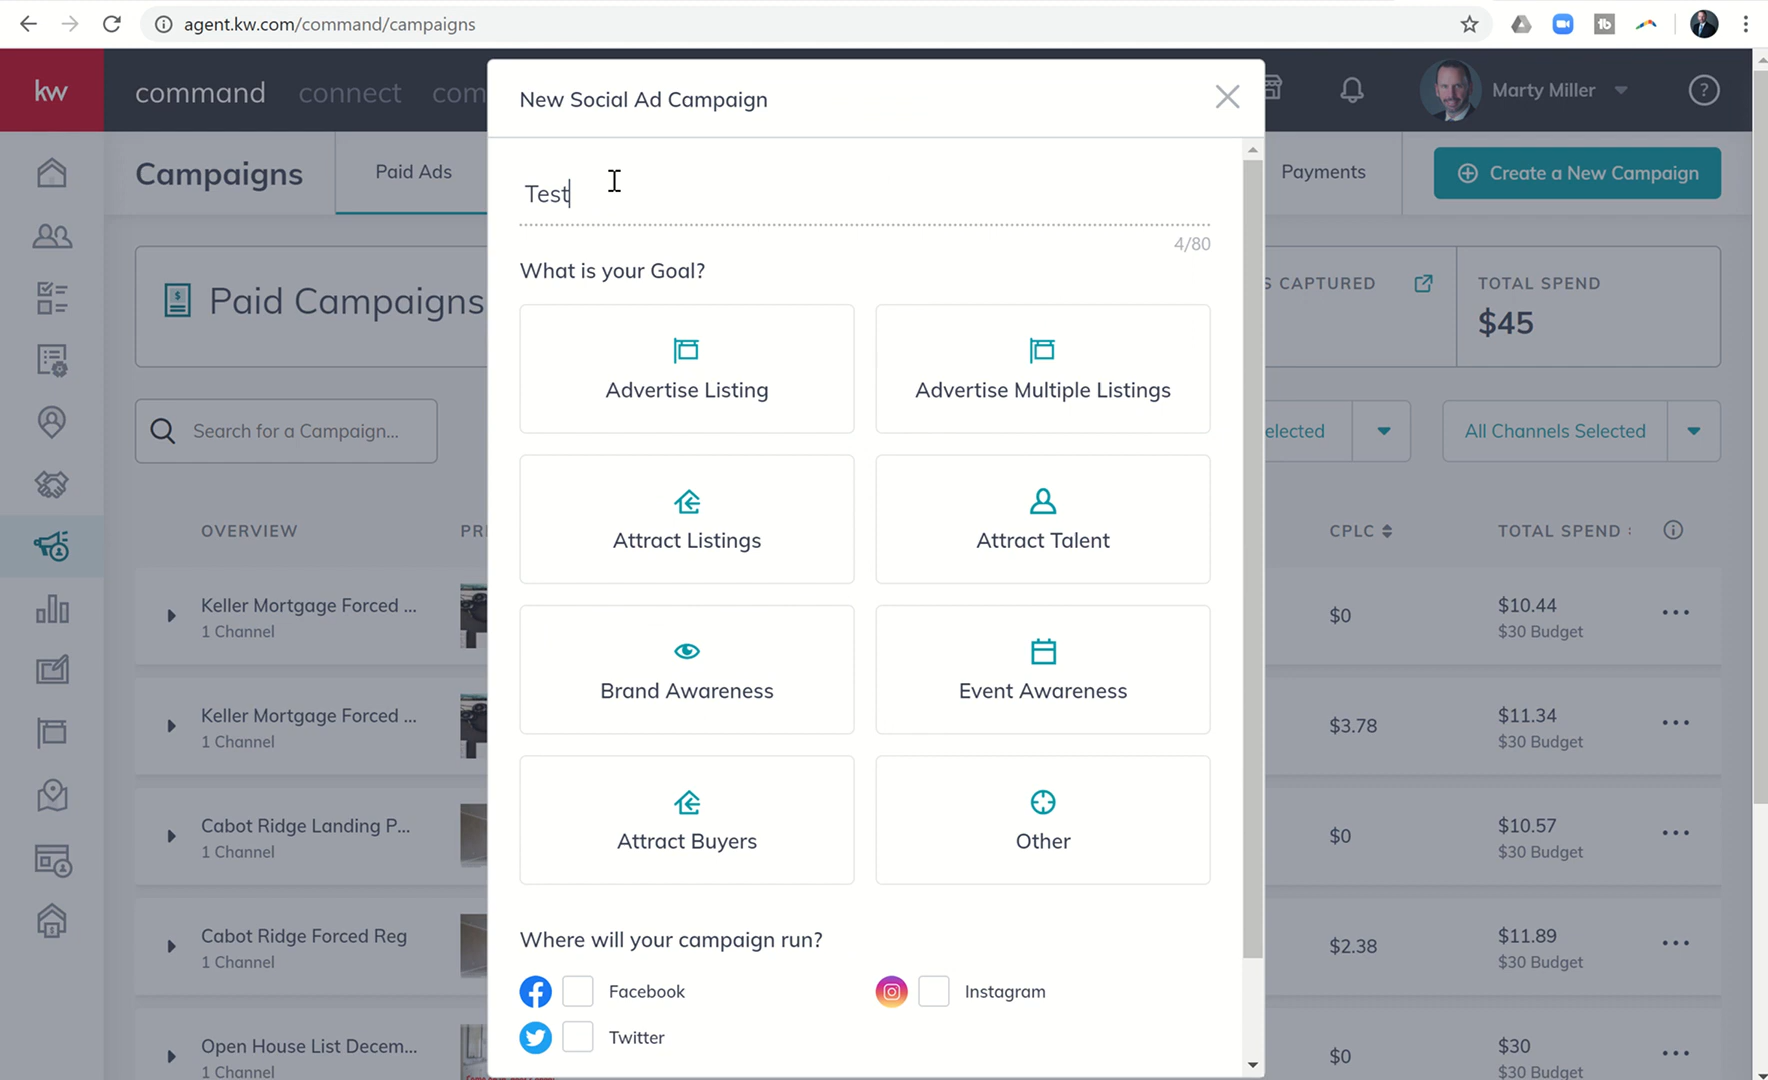 agent.kw.com/command/campaigns
kw
command
connect
com
Marty Miller
?
New Social Ad Campaign
Campaigns
Paid Ads
Payments
Create a New Campaign
Test
4/80
What is your Goal?
Paid Campaigns
S CAPTURED
TOTAL SPEND
$45
Advertise Listing
Advertise Multiple Listings
Search for a Campaign...
elected
All Channels Selected
Attract Listings
Attract Talent
OVERVIEW
PR
CPLC
TOTAL SPEND
Keller Mortgage Forced ...
1 Channel
$0
$10.44
$30 Budget
Brand Awareness
Event Awareness
Keller Mortgage Forced ...
1 Channel
$3.78
$11.34
$30 Budget
Attract Buyers
Other
Cabot Ridge Landing P...
1 Channel
$0
$10.57
$30 Budget
Cabot Ridge Forced Reg
1 Channel
$2.38
$11.89
$30 Budget
Where will your campaign run?
Facebook
Instagram
Twitter
Open House List Decem...
1 Channel
$0
$30
$30 Budget